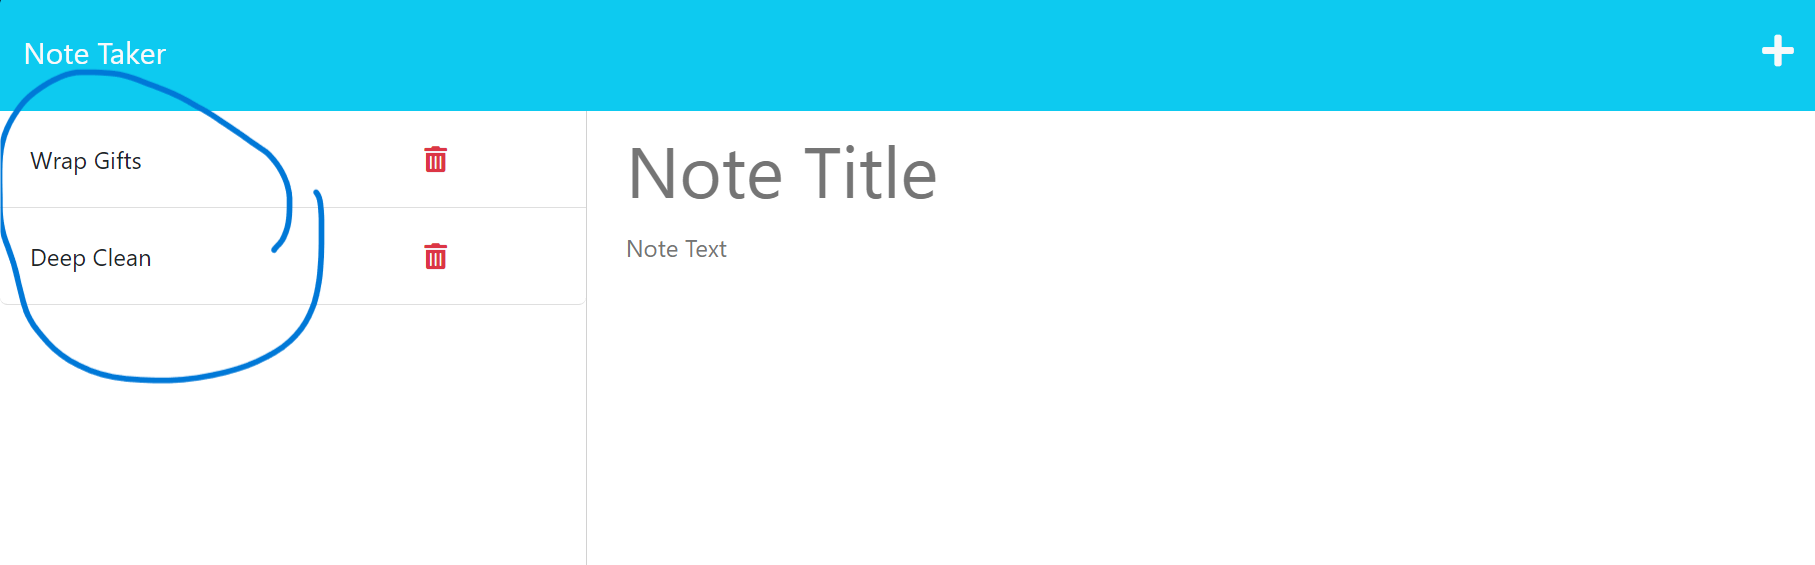 Note Taker
Wrap Gifts
Deep Clean
Note Title
Note Text